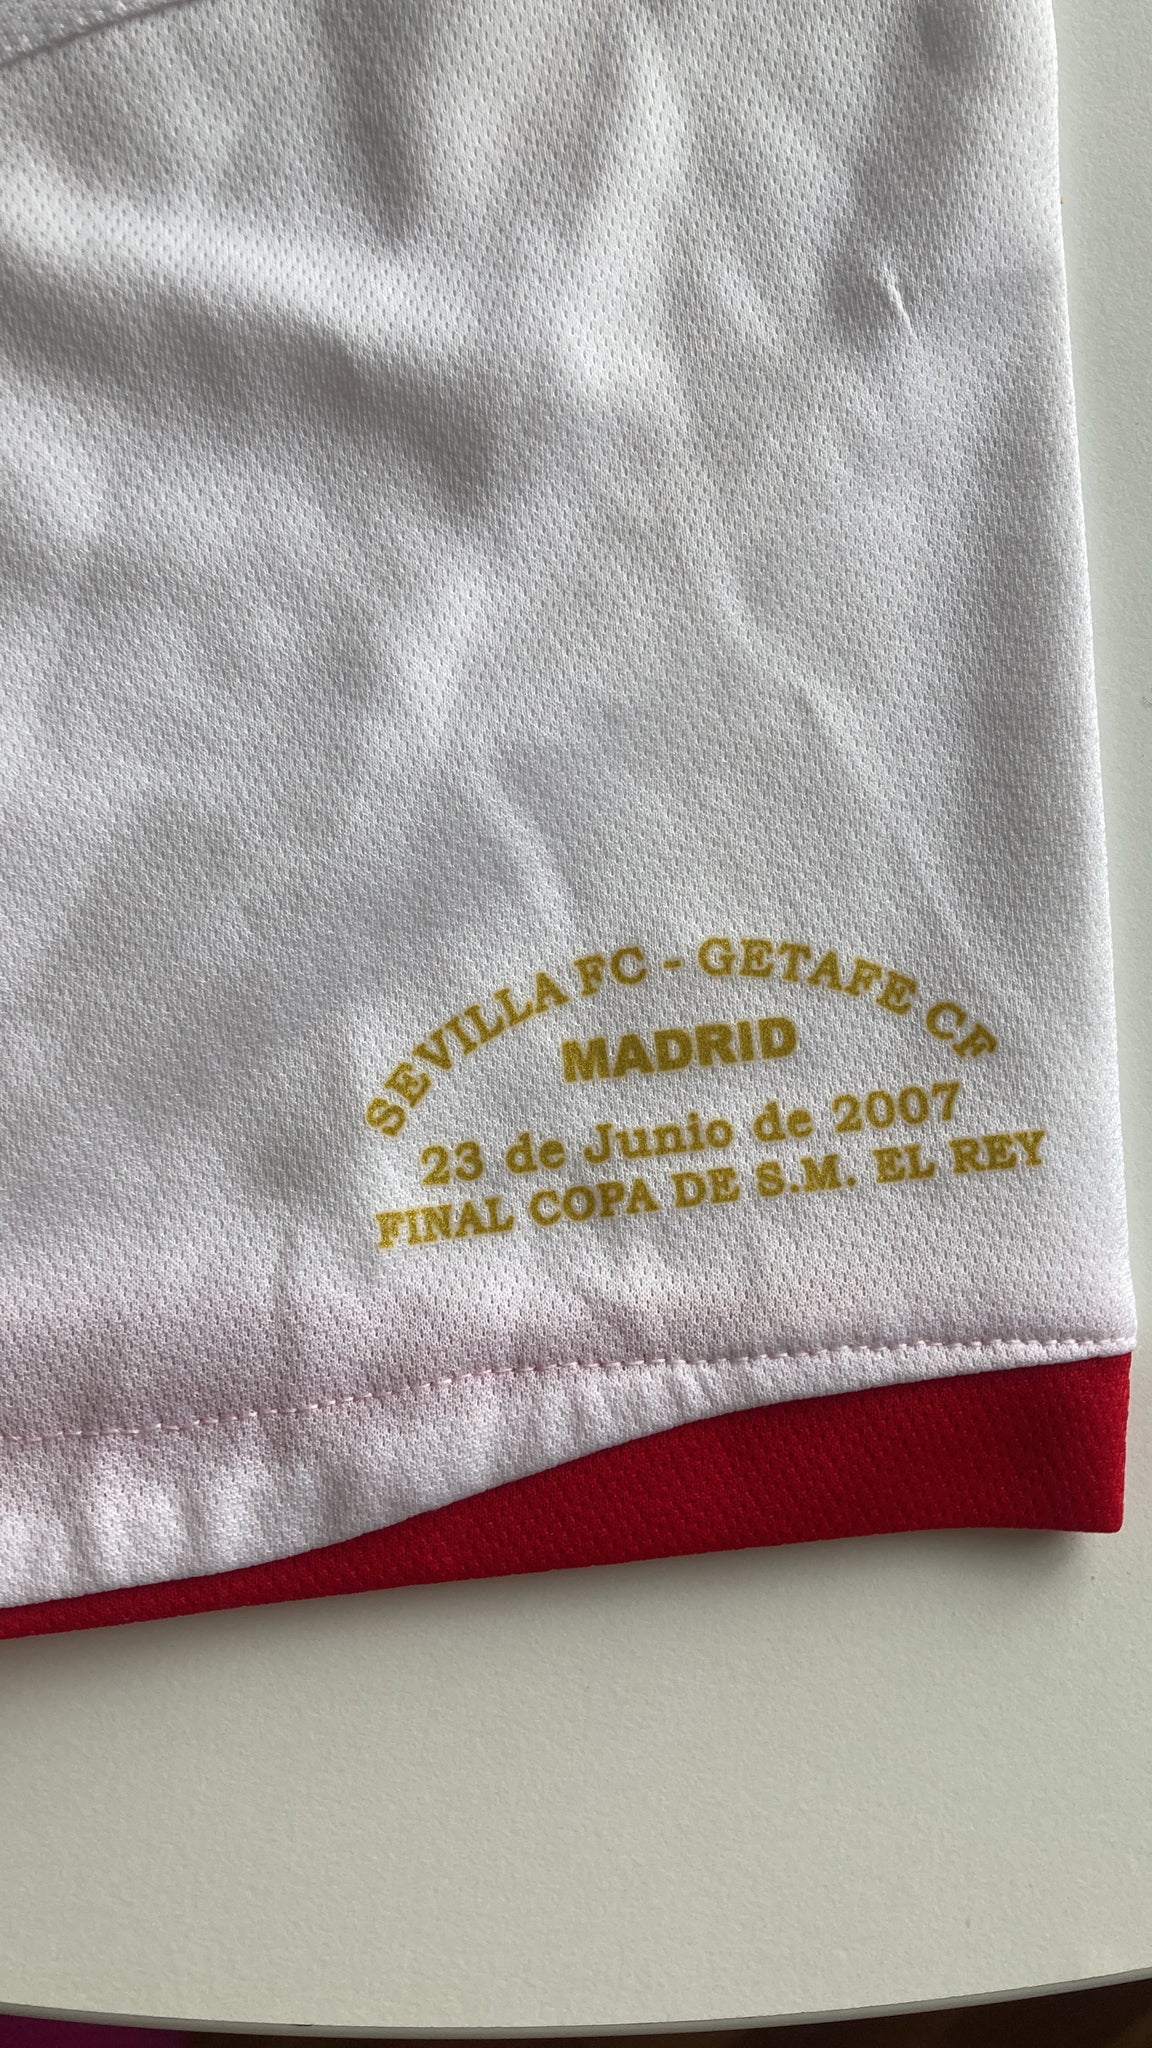 SEVILLA FC - GETAFE CF
MADRID
23 de Junio de 2007
FINAL COPA DE S.M. EL REY